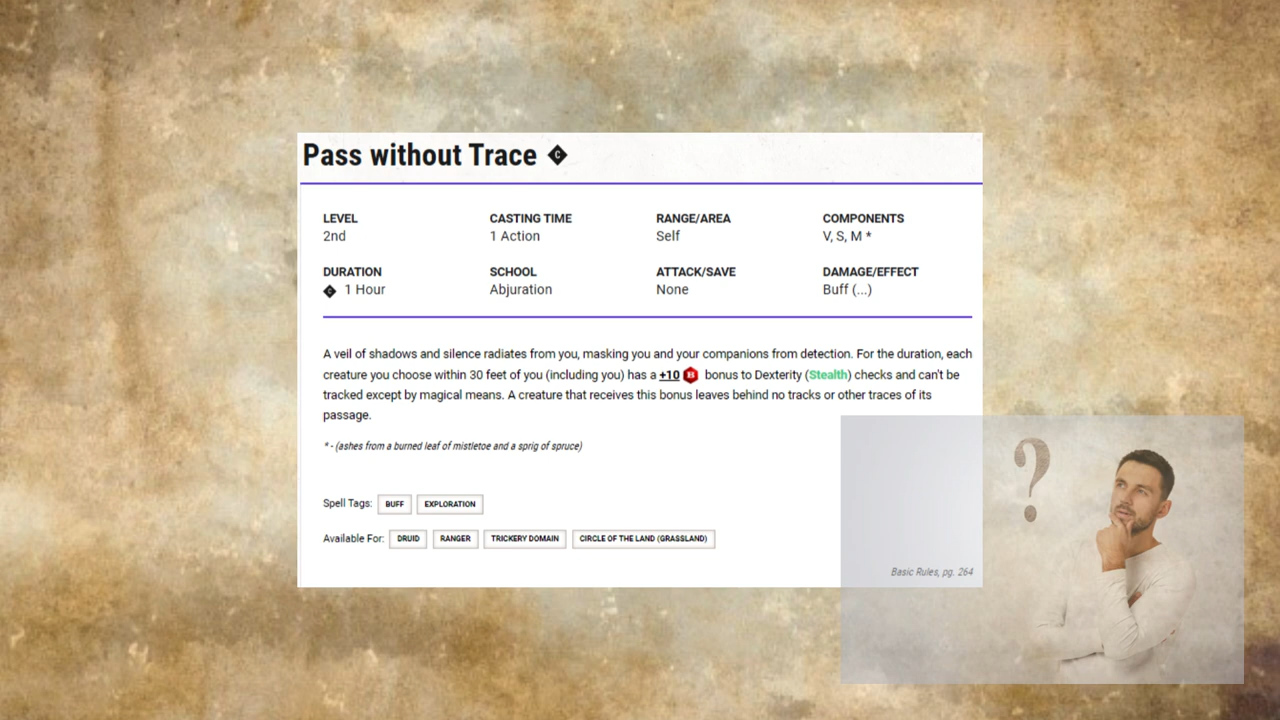 Pass without Trace C
LEVEL CASTING TIME RANGE/AREA COMPONENTS
2nd 1 Action Self V, S, M *
DURATION SCHOOL ATTACK/SAVE DAMAGE/EFFECT
C 1 Hour Abjuration None Buff (...)
A veil of shadows and silence radiates from you, masking you and your companions from detection. For the duration, each
creature you choose within 30 feet of you (including you) has a +10 B bonus to Dexterity (Stealth) checks and can't be
tracked except by magical means. A creature that receives this bonus leaves behind no tracks or other traces of its
passage.
* - (ashes from a burned leaf of mistletoe and a sprig of spruce)
Spell Tags: BUFF EXPLORATION
Available For: DRUID RANGER TRICKERY DOMAIN CIRCLE OF THE LAND (GRASSLAND)
Basic Rules, pg. 264
?